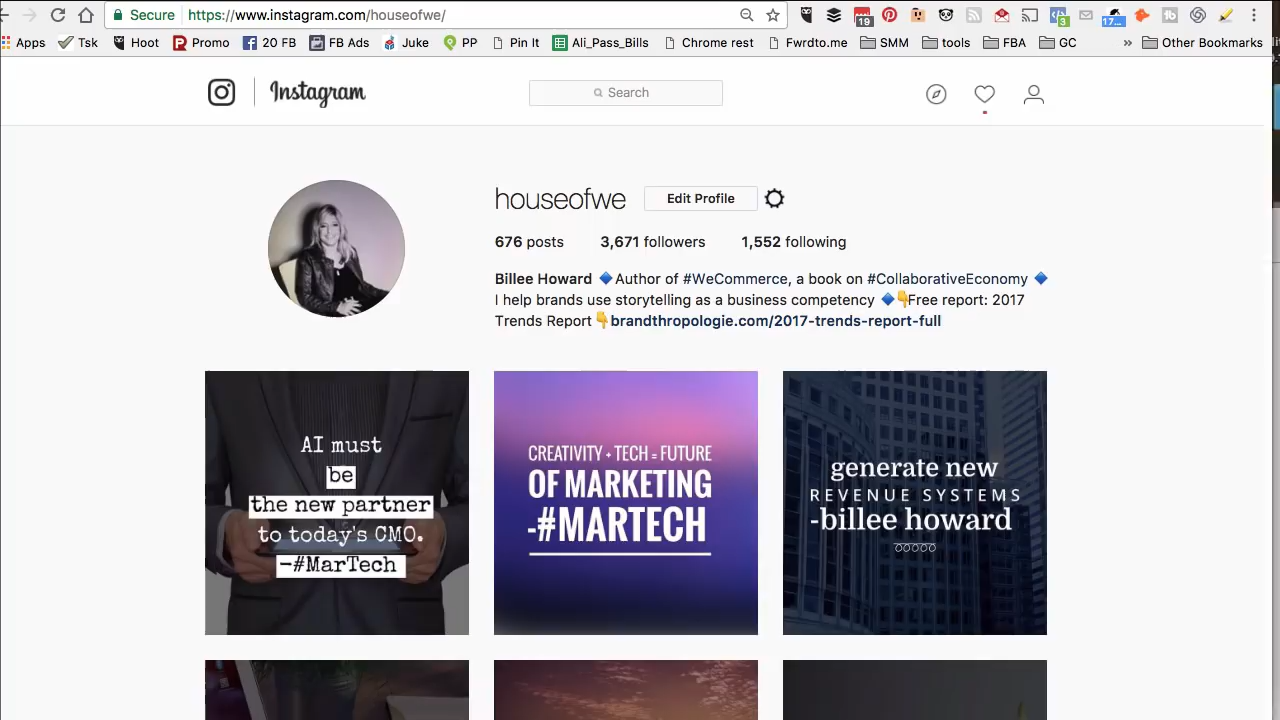 Secure https://www.instagram.com/houseofwe/
19
3
17...
Apps Tsk Hoot Promo 20 FB FB Ads Juke PP Pin It Ali_Pass_Bills Chrome rest Fwrdto.me SMM tools FBA GC » Other Bookmarks
Instagram
Search
houseofwe Edit Profile
676 posts 3,671 followers 1,552 following
Billee Howard 🔷Author of #WeCommerce, a book on #CollaborativeEconomy 🔷
I help brands use storytelling as a business competency 🔷👇Free report: 2017
Trends Report 👇brandthropologie.com/2017-trends-report-full
AI must
be
the new partner
to today's CMO.
-#MarTech
CREATIVITY + TECH = FUTURE
OF MARKETING
-#MARTECH
generate new
REVENUE SYSTEMS
-billee howard